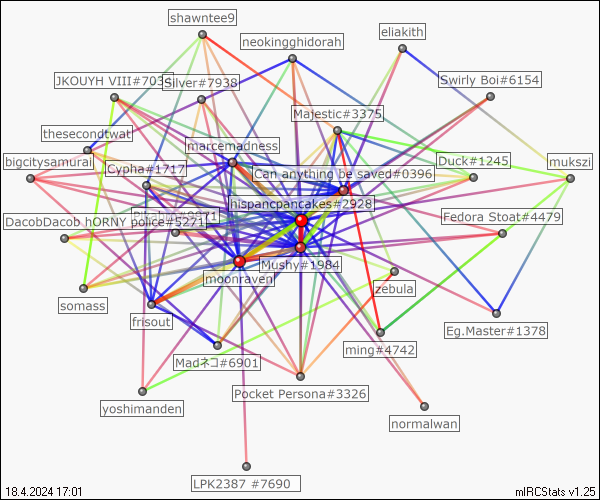 shawntee9
neokingghidorah
eliakith
JKOUYH VIII#703
Silver#7938
Swirly Boi#6154
Majestic#3375
thesecondtwat
marcemadness
bigcitysamurai
Cypha#1717
Can anything be saved#0396
Duck#1245
mukszi
hispancpancakes#2928
DacobDacob hORNY police#5271
Fedora Stoat#4479
Mushy#1984
moonraven
zebula
somass
frisout
Eg.Master#1378
Madネコ#6901
ming#4742
Pocket Persona#3326
yoshimanden
normalwan
LPK2387 #7690
18.4.2024 17:01
mIRCStats v1.25